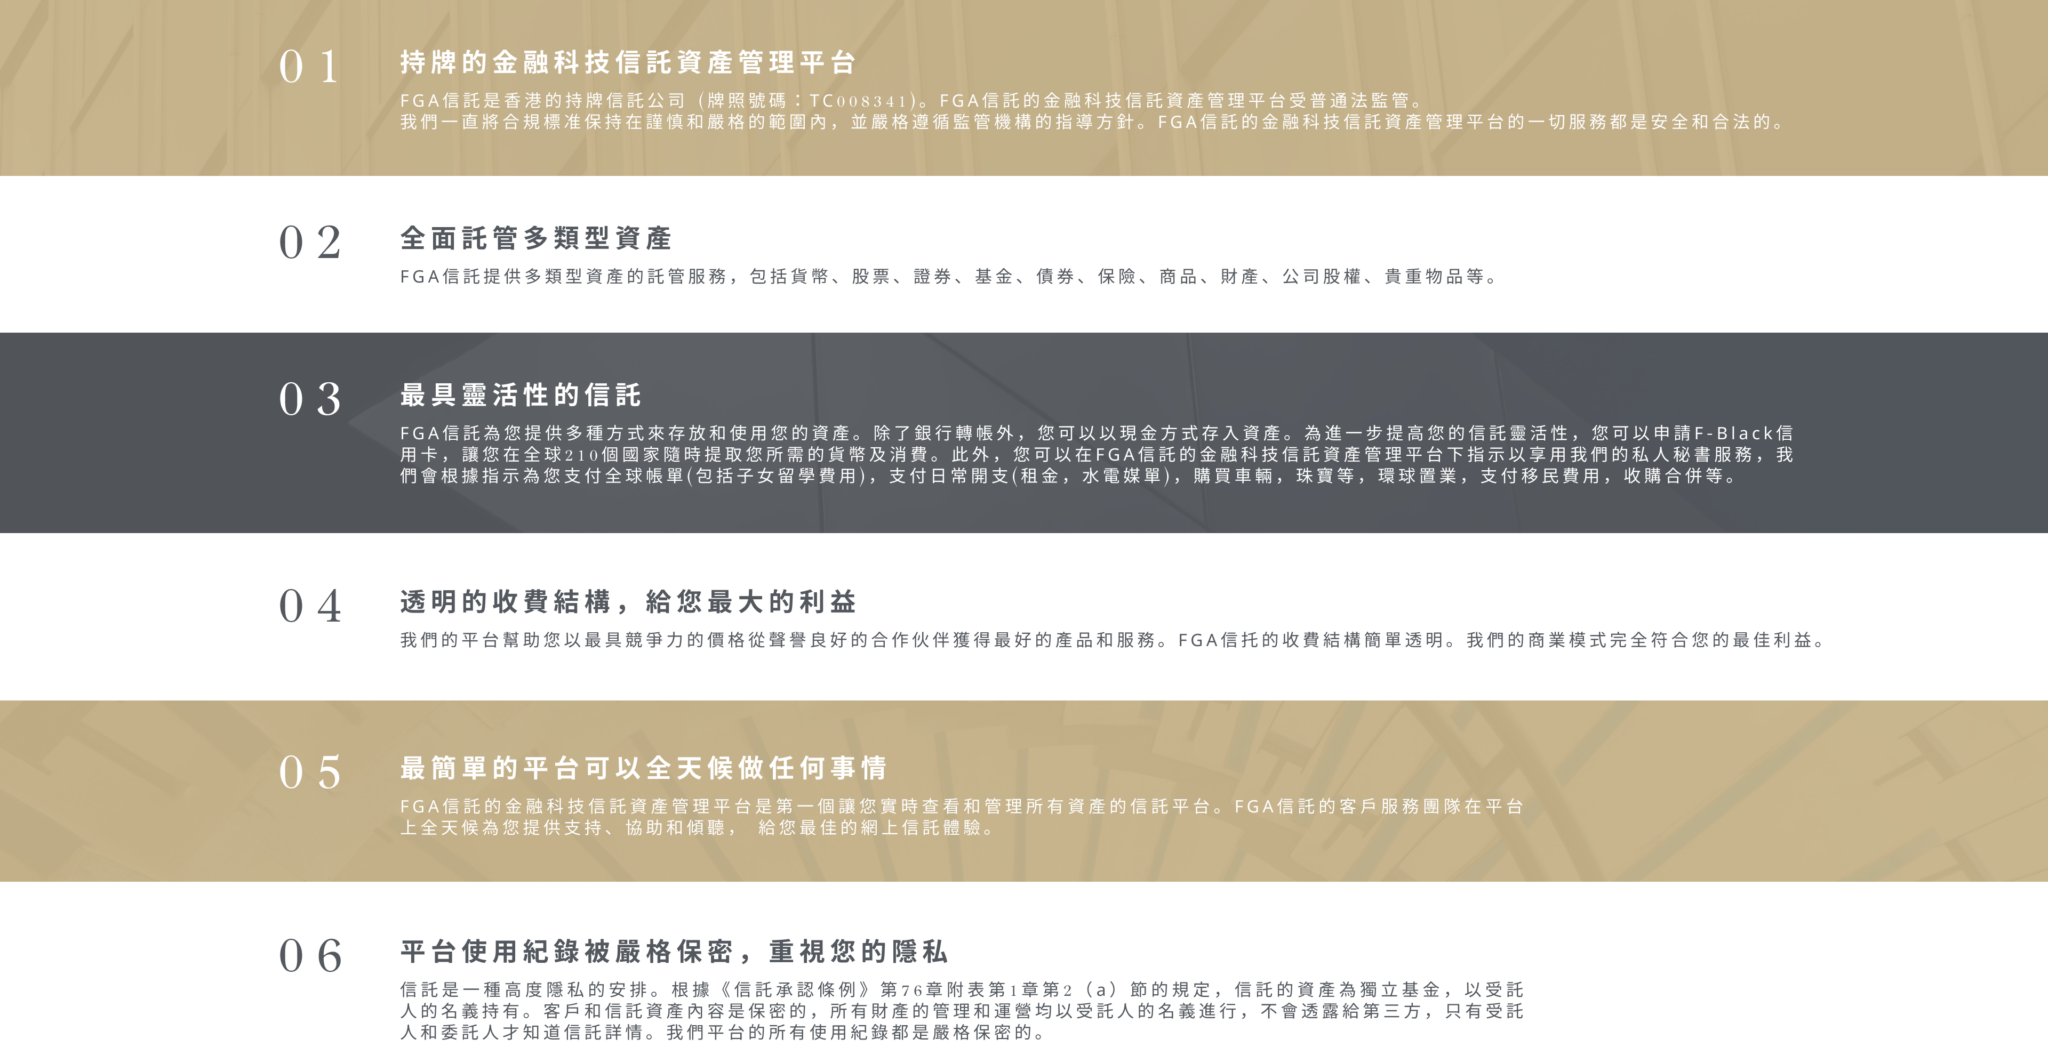 01
持牌的金融科技信託資產管理平台
FGA信託是香港的持牌信託公司 (牌照號碼：TC008341)。FGA信託的金融科技信託資產管理平台受普通法監管。
我們一直將合規標准保持在謹慎和嚴格的範圍內，並嚴格遵循監管機構的指導方針。FGA信託的金融科技信託資產管理平台的一切服務都是安全和合法的。
02
全面託管多類型資產
FGA信託提供多類型資產的託管服務，包括貨幣、股票、證券、基金、債券、保險、商品、財產、公司股權、貴重物品等。
03
最具靈活性的信託
FGA信託為您提供多種方式來存放和使用您的資產。除了銀行轉帳外，您可以以現金方式存入資產。為進一步提高您的信託靈活性，您可以申請F-Black信
用卡，讓您在全球210個國家隨時提取您所需的貨幣及消費。此外，您可以在FGA信託的金融科技信託資產管理平台下指示以享用我們的私人秘書服務，我
們會根據指示為您支付全球帳單(包括子女留學費用)，支付日常開支(租金，水電媒單)，購買車輛，珠寶等，環球置業，支付移民費用，收購合併等。
04
透明的收費結構，給您最大的利益
我們的平台幫助您以最具競爭力的價格從聲譽良好的合作伙伴獲得最好的產品和服務。FGA信托的收費結構簡單透明。我們的商業模式完全符合您的最佳利益。
05
最簡單的平台可以全天候做任何事情
FGA信託的金融科技信託資產管理平台是第一個讓您實時查看和管理所有資產的信託平台。FGA信託的客戶服務團隊在平台
上全天候為您提供支持、協助和傾聽， 給您最佳的網上信託體驗。
06
平台使用紀錄被嚴格保密，重視您的隱私
信託是一種高度隱私的安排。根據《信託承認條例》第76章附表第1章第2（a）節的規定，信託的資產為獨立基金，以受託
人的名義持有。客戶和信託資產內容是保密的，所有財產的管理和運營均以受託人的名義進行，不會透露給第三方，只有受託
人和委託人才知道信託詳情。我們平台的所有使用紀錄都是嚴格保密的。